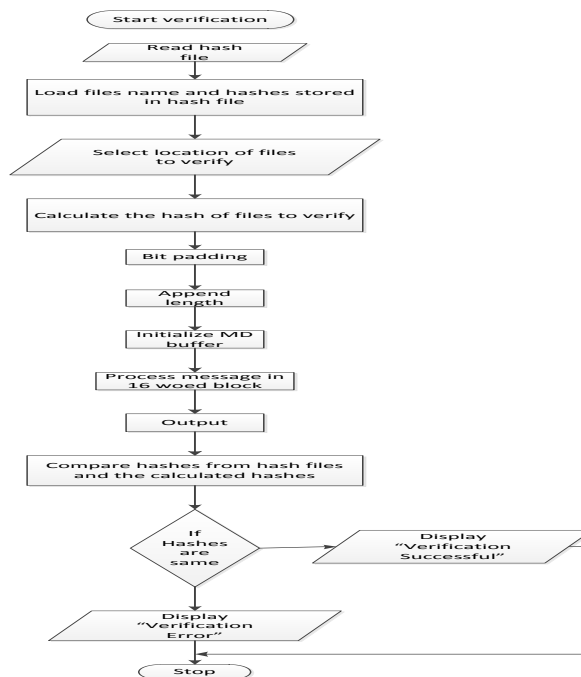 Start verification
Read hash
file
Load files name and hashes stored
in hash file
Select location of files
to verify
Calculate the hash of files to verify
Bit padding
Append
length
Initialize MD
buffer
Process message in
16 woed block
Output
Compare hashes from hash files
and the calculated hashes
If
Hashes
are
same
Display
“Verification
Successful”
Display
“Verification
Error”
Stop